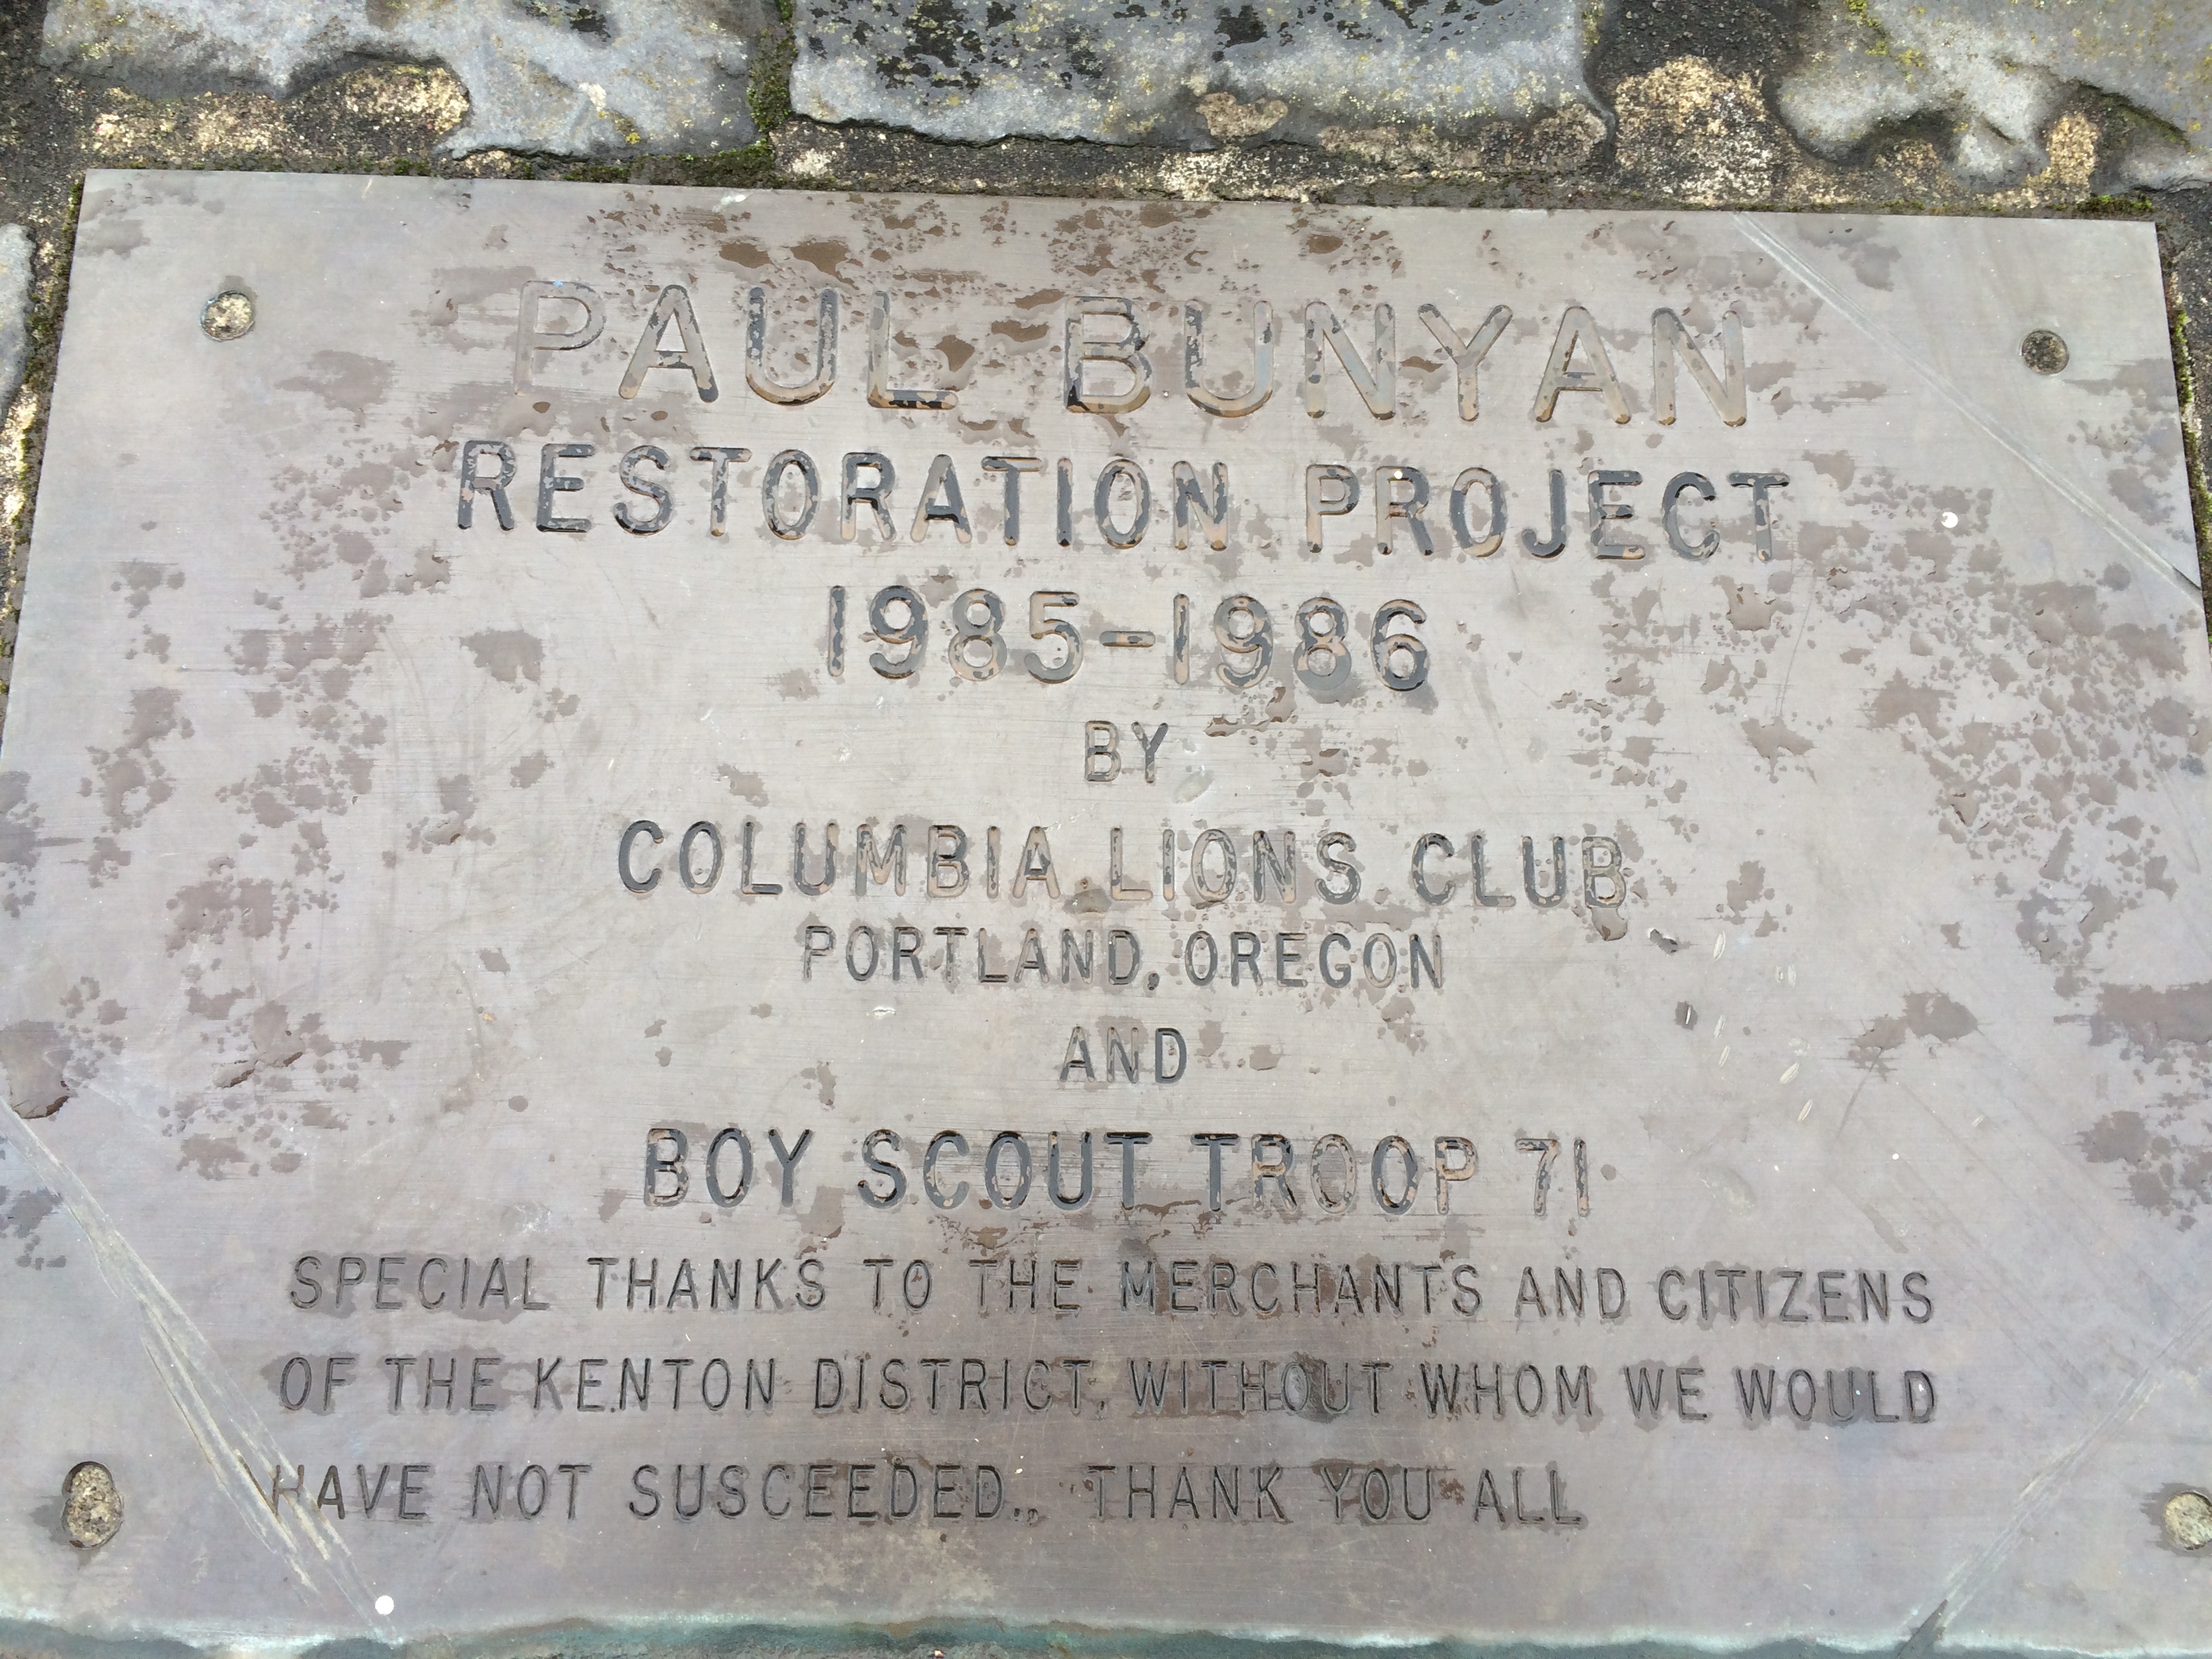 PAUL BUNYAN
RESTORATION PROJECT
1985-1986
BY
COLUMBIA LIONS CLUB
PORTLAND, OREGON
AND
BOY SCOUT TROOP 71
SPECIAL THANKS TO THE MERCHANTS AND CITIZENS
OF THE KENTON DISTRICT, WITHOUT WHOM WE WOULD
HAVE NOT SUSCEEDED.. THANK YOU ALL